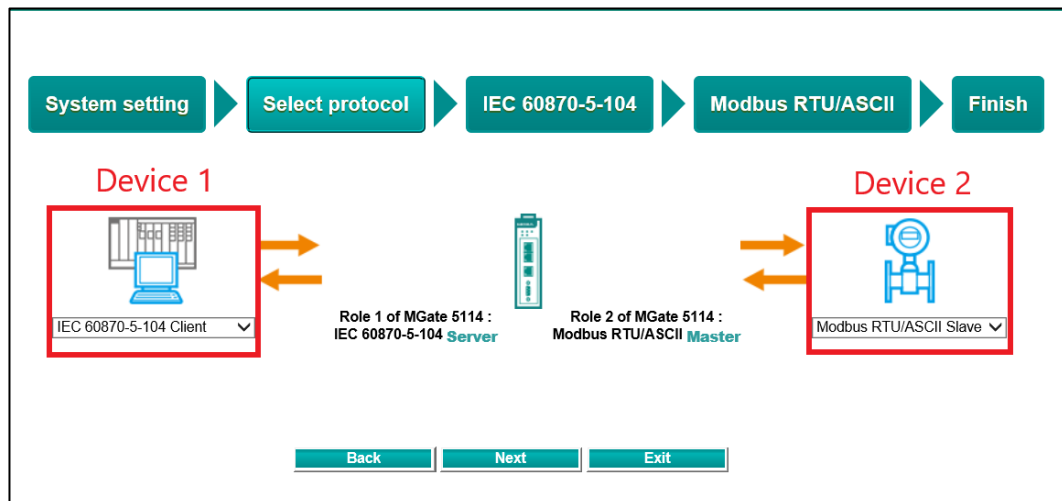 System setting
Select protocol
IEC 60870-5-104
Modbus RTU/ASCII
Finish
Device 1
Device 2
IEC 60870-5-104 Client
Role 1 of MGate 5114 :
IEC 60870-5-104 Server
Role 2 of MGate 5114 :
Modbus RTU/ASCII Master
Modbus RTU/ASCII Slave
Back
Next
Exit